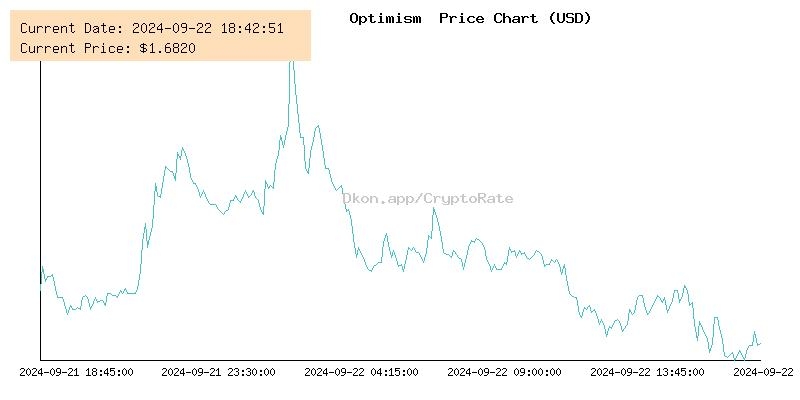 Optimism  Price Chart (USD)
Current Date: 2024-09-22 18:42:51
Current Price: $1.6820
Dkon.app/CryptoRate
2024-09-21 18:45:00 2024-09-21 23:30:00 2024-09-22 04:15:00 2024-09-22 09:00:00 2024-09-22 13:45:00 2024-09-22